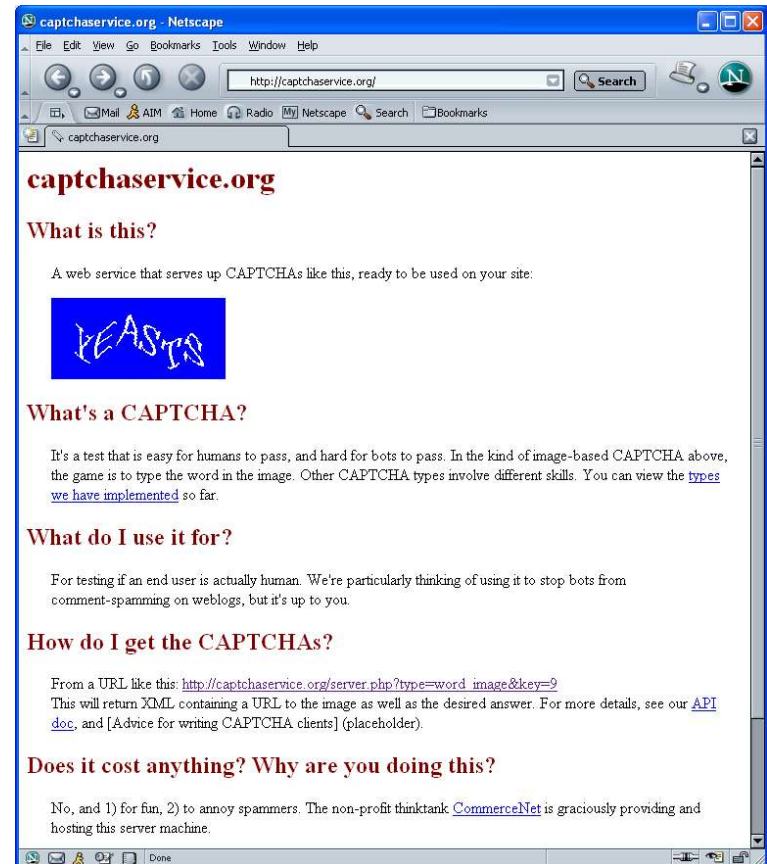 captchaservice.org - Netscape
File Edit View Go Bookmarks Tools Window Help
http://captchaservice.org/ Search
Mail AIM Home Radio My Netscape Search Bookmarks
captchaservice.org
captchaservice.org
What is this?
A web service that serves up CAPTCHAs like this, ready to be used on your site:
YEASTS
What's a CAPTCHA?
It's a test that is easy for humans to pass, and hard for bots to pass. In the kind of image-based CAPTCHA above,
the game is to type the word in the image. Other CAPTCHA types involve different skills. You can view the types
we have implemented so far.
What do I use it for?
For testing if an end user is actually human. We're particularly thinking of using it to stop bots from
comment-spamming on weblogs, but it's up to you.
How do I get the CAPTCHAs?
From a URL like this: http://captchaservice.org/server.php?type=word_image&key=9
This will return XML containing a URL to the image as well as the desired answer. For more details, see our API
doc, and [Advice for writing CAPTCHA clients] (placeholder).
Does it cost anything? Why are you doing this?
No, and 1) for fun, 2) to annoy spammers. The non-profit thinktank CommerceNet is graciously providing and
hosting this server machine.
Done